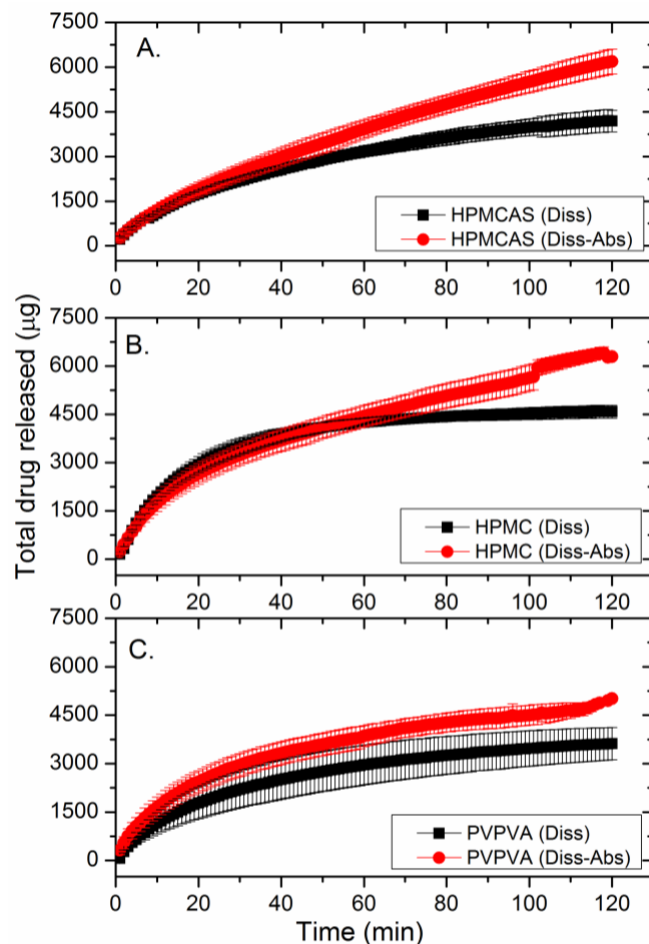 A.
7500
6000
4500
3000
1500
0
HPMCAS (Diss)
HPMCAS (Diss-Abs)
0 20 40 60 80 100 120
B.
7500
6000
4500
3000
1500
0
HPMC (Diss)
HPMC (Diss-Abs)
0 20 40 60 80 100 120
C.
7500
6000
4500
3000
1500
0
PVPVA (Diss)
PVPVA (Diss-Abs)
0 20 40 60 80 100 120
Total drug released (μg)
Time (min)